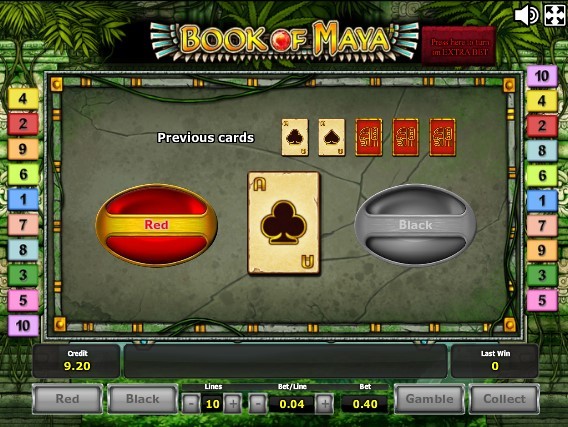 BOOK OF MAYA
Press here to turn
on EXTRA BET
Previous cards
A
A
Red
Black
4
2
9
6
1
7
8
3
5
10
10
4
2
8
6
1
7
9
3
5
Credit
9.20
Last Win
0
Red
Black
Lines
- 10 +
Bet/Line
- 0.04 +
Bet
0.40
Gamble
Collect